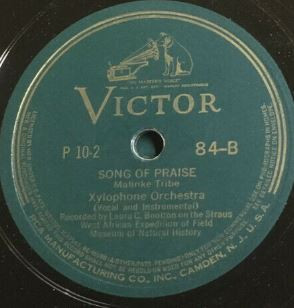 "HIS MASTER'S VOICE"
VICTOR
P 10-2
84-B
SONG OF PRAISE
Malinke Tribe
Xylophone Orchestra
(Vocal and Instrumental)
Recorded by Laura C. Boulton on the Straus
West African Expedition of Field
Museum of Natural History
RCA MANUFACTURING CO., INC., CAMDEN, N. J., U. S. A.